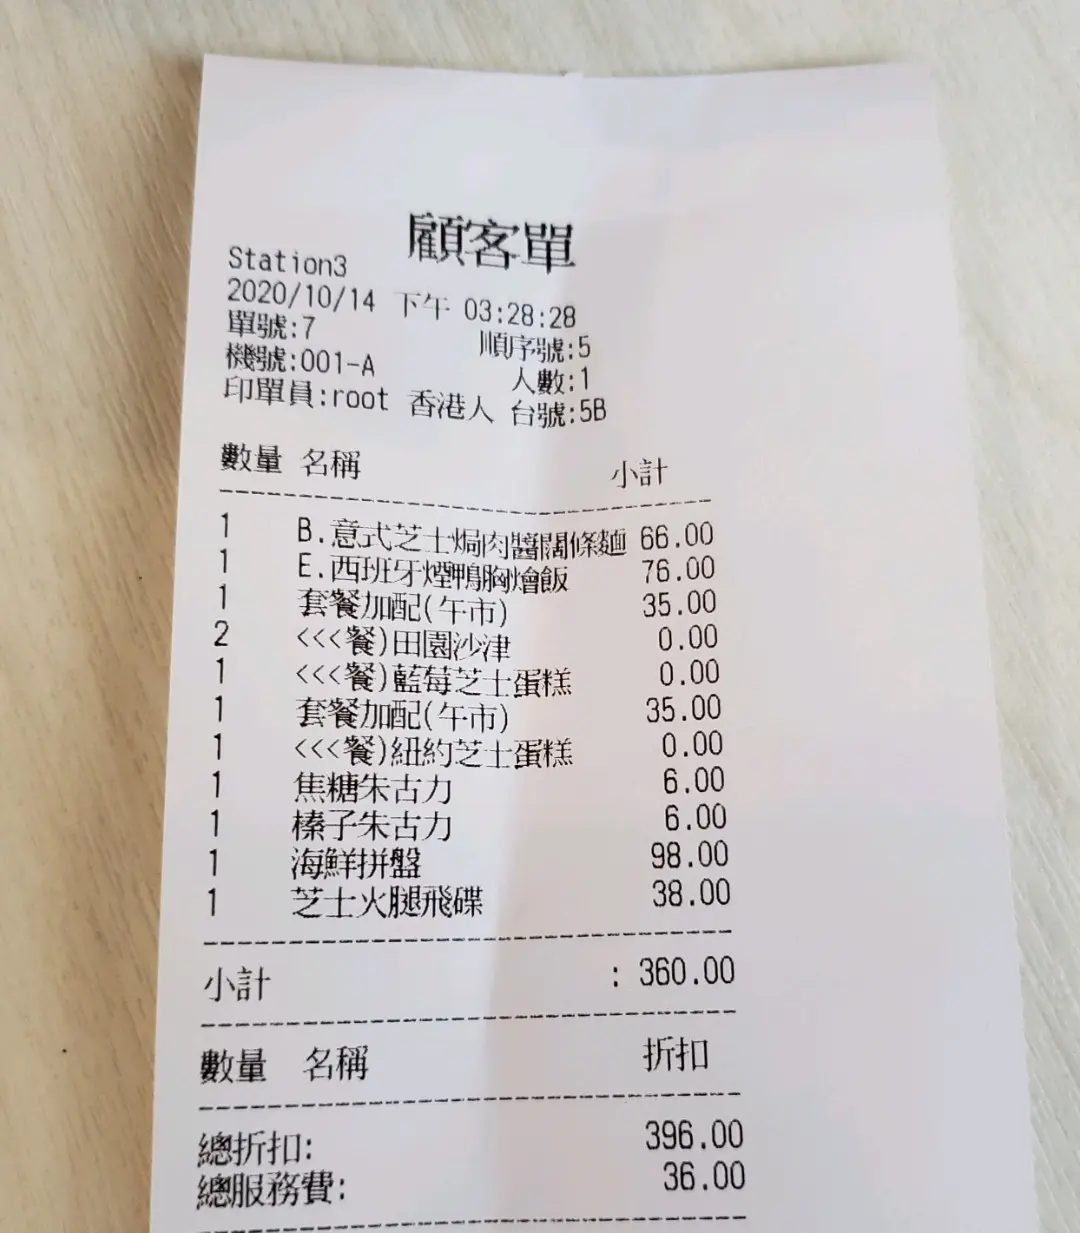 顧客單
Station3
2020/10/14 下午 03:28:28
單號:7 順序號:5
機號:001-A 人數:1
印單員:root 香港人 台號:5B
數量 名稱 小計
1 B.意式芝士焗肉醬闊條麵 66.00
1 E.西班牙煙鴨胸燴飯 76.00
1 套餐加配(午市) 35.00
2 <<<餐)田園沙津 0.00
1 <<<餐)藍莓芝士蛋糕 0.00
1 套餐加配(午市) 35.00
1 <<<餐)紐約芝士蛋糕 0.00
1 焦糖朱古力 6.00
1 榛子朱古力 6.00
1 海鮮拼盤 98.00
1 芝士火腿飛碟 38.00
小計 : 360.00
數量 名稱 折扣
總折扣: 396.00
總服務費: 36.00